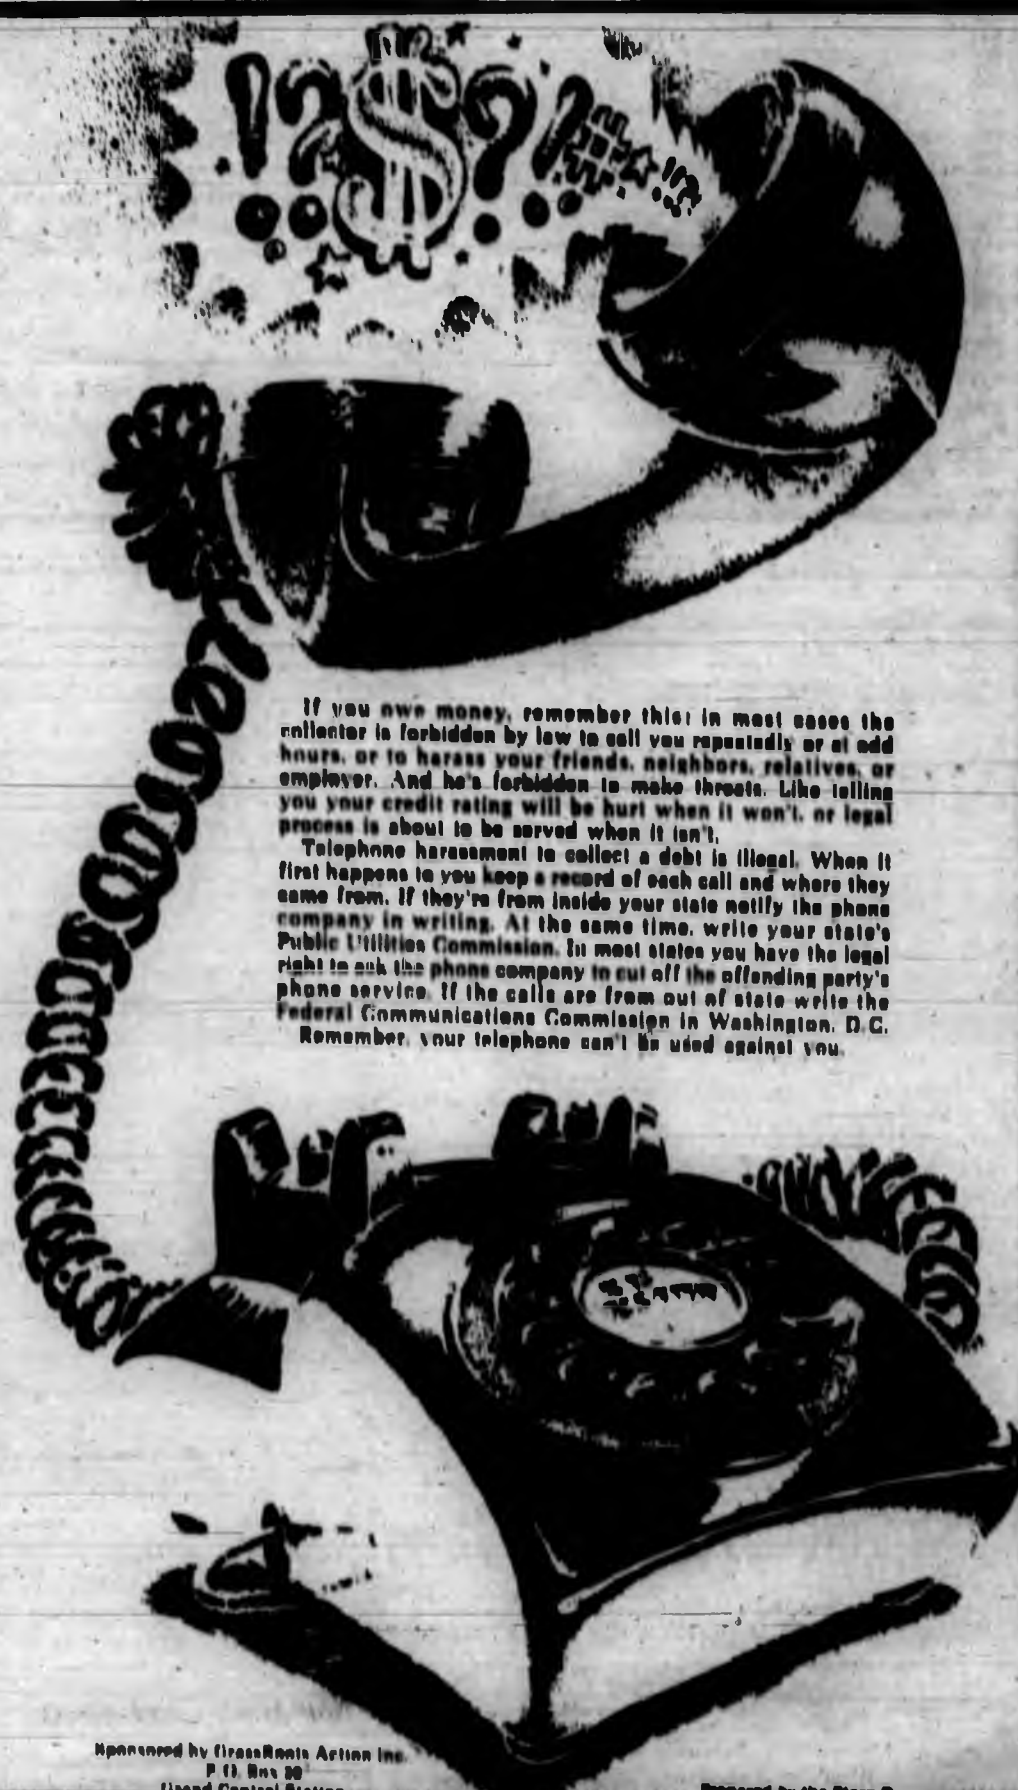 !?$?!#
If you owe money, remember this: in most cases the
collector is forbidden by law to call you repeatedly or at odd
hours, or to harass your friends, neighbors, relatives, or
employer. And he's forbidden to make threats. Like telling
you your credit rating will be hurt when it won't, or legal
process is about to be served when it isn't.
Telephone harassment to collect a debt is illegal. When it
first happens to you keep a record of each call and where they
came from. If they're from inside your state notify the phone
company in writing. At the same time, write your state's
Public Utilities Commission. In most states you have the legal
right to ask the phone company to cut off the offending party's
phone service. If the calls are from out of state write the
Federal Communications Commission in Washington, D.C.
Remember, your telephone can't be used against you.
Sponsored by GrassRoots Action Inc.
P.O. Box
Grand Central Station
Prepared by the